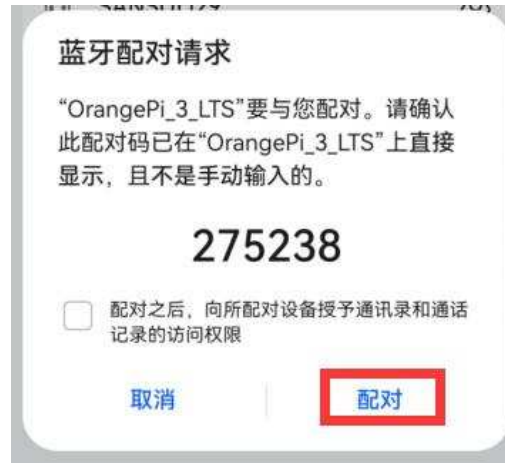 蓝牙配对请求
“OrangePi_3_LTS”要与您配对。请确认
此配对码已在“OrangePi_3_LTS”上直接
显示，且不是手动输入的。
275238
配对之后，向所配对设备授予通讯录和通话
记录的访问权限
取消
配对